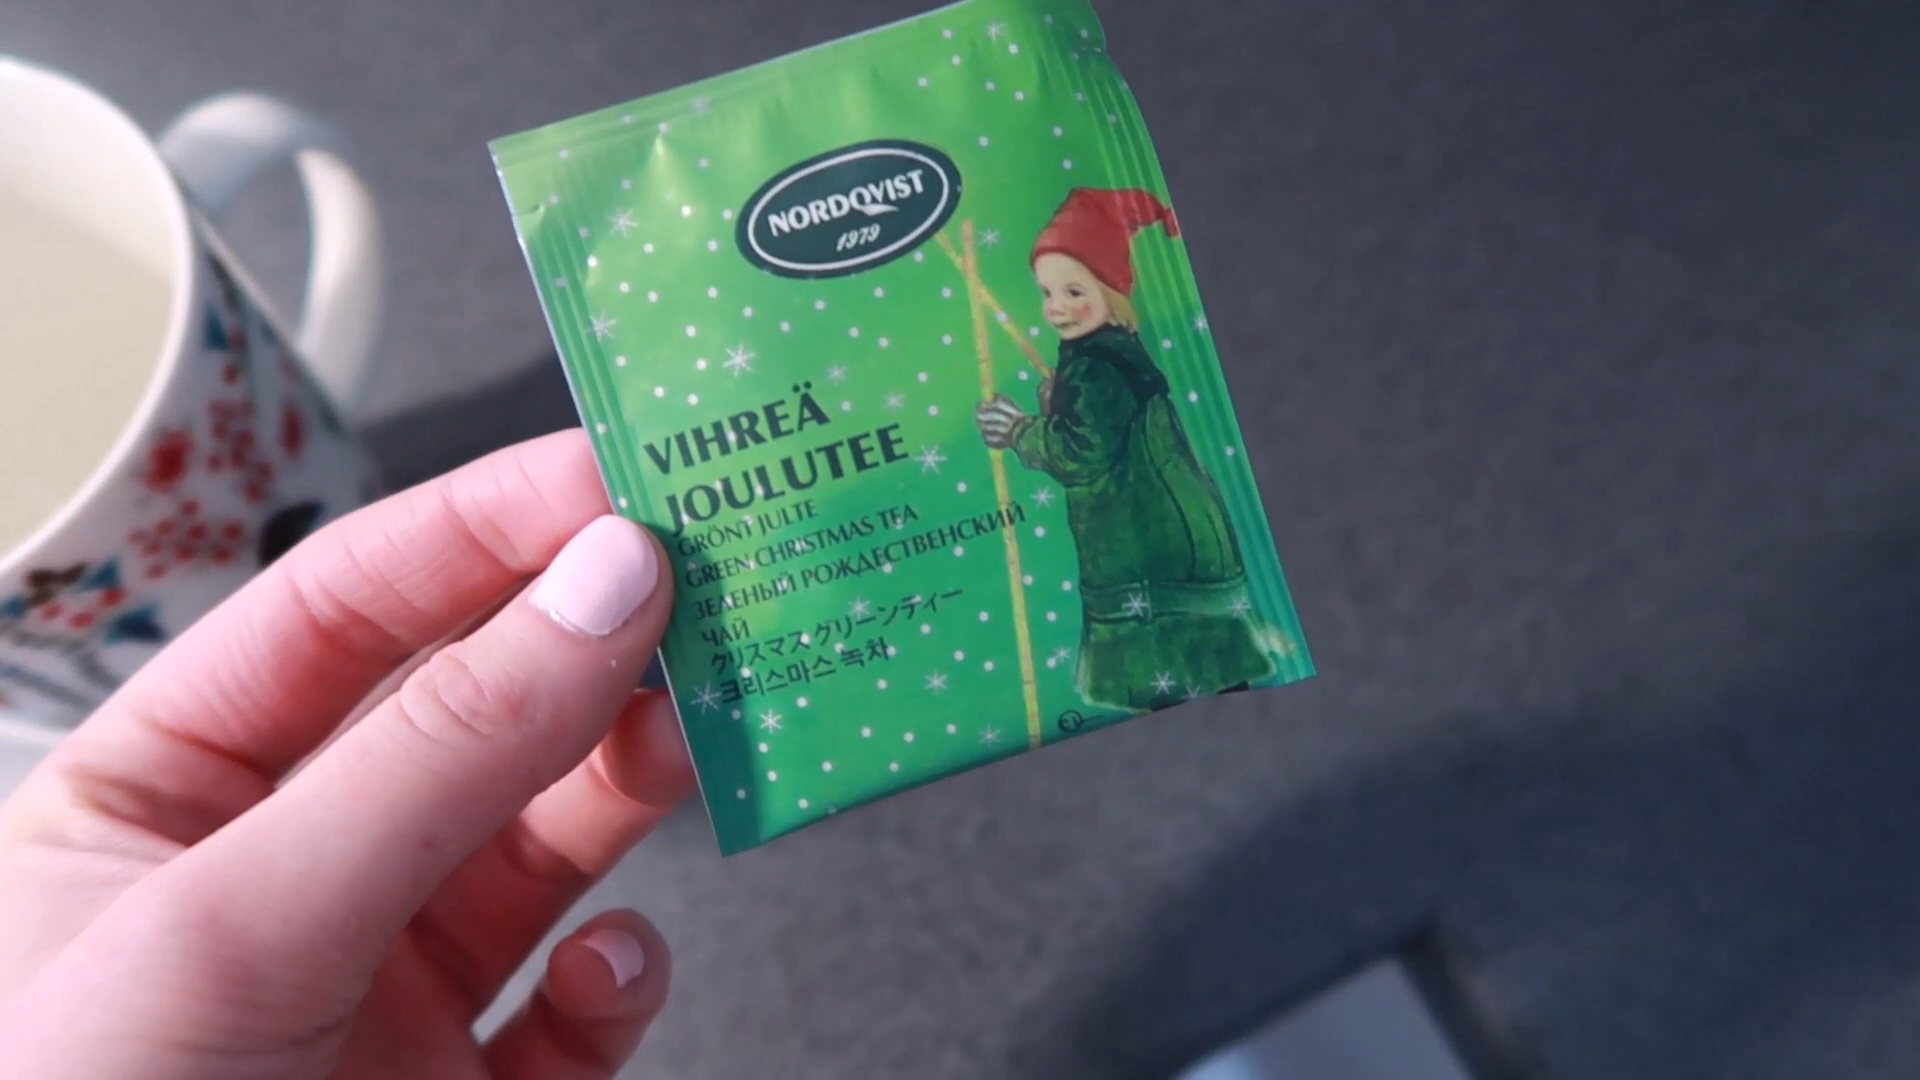 NORDQVIST
1979
VIHREÄ
JOULUTEE
GRÖNT JULTE
GREEN CHRISTMAS TEA
ЗЕЛЕНЫЙ РОЖДЕСТВЕНСКИЙ
ЧАЙ
クリスマスグリーンティー
크리스마스 녹차